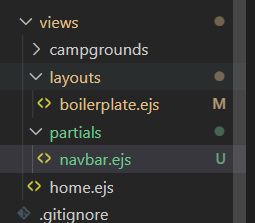 views
campgrounds
layouts
boilerplate.ejs M
partials
navbar.ejs U
home.ejs
.gitignore